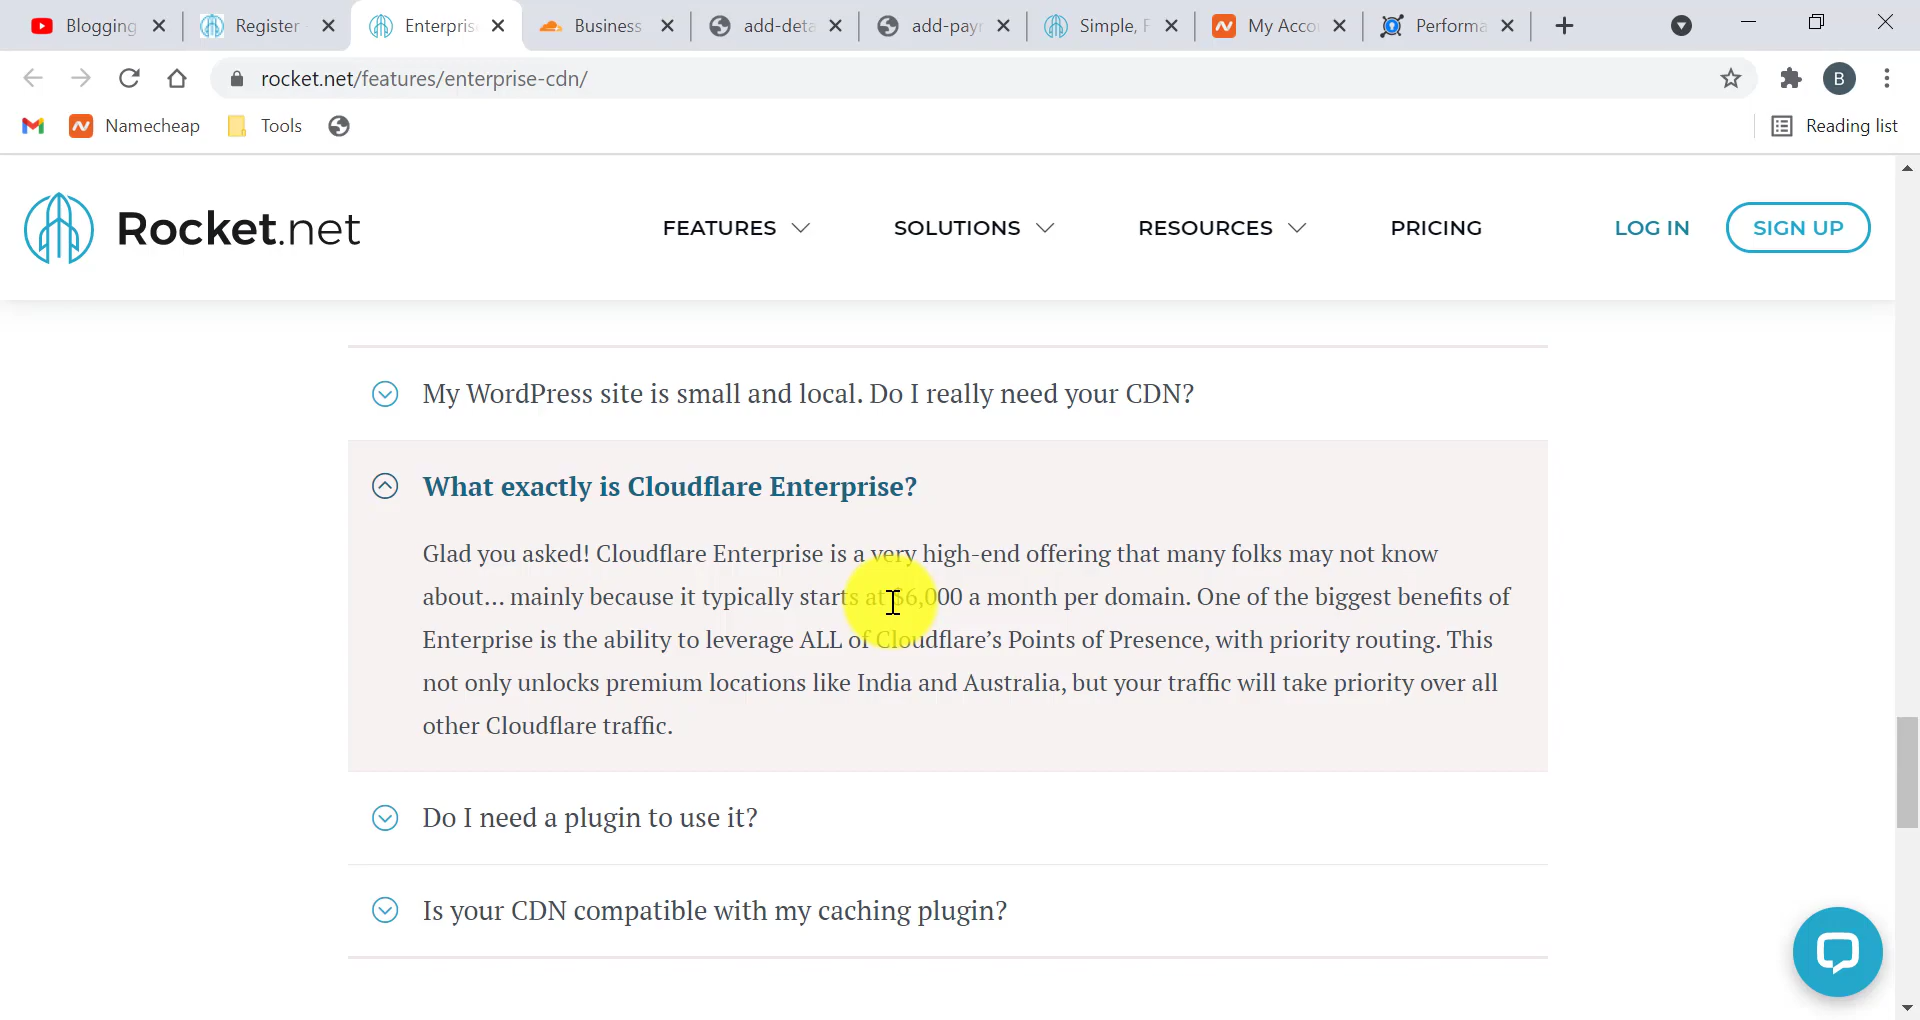 Blogging
Register
Enterpris
Business
add-deta
add-payn
Simple, F
My Acco
Performa
rocket.net/features/enterprise-cdn/
B
Namecheap
Tools
Reading list
Rocket.net
FEATURES
SOLUTIONS
RESOURCES
PRICING
LOG IN
SIGN UP
My WordPress site is small and local. Do I really need your CDN?
What exactly is Cloudflare Enterprise?
Glad you asked! Cloudflare Enterprise is a very high-end offering that many folks may not know
about… mainly because it typically starts at $6,000 a month per domain. One of the biggest benefits of
Enterprise is the ability to leverage ALL of Cloudflare’s Points of Presence, with priority routing. This
not only unlocks premium locations like India and Australia, but your traffic will take priority over all
other Cloudflare traffic.
Do I need a plugin to use it?
Is your CDN compatible with my caching plugin?